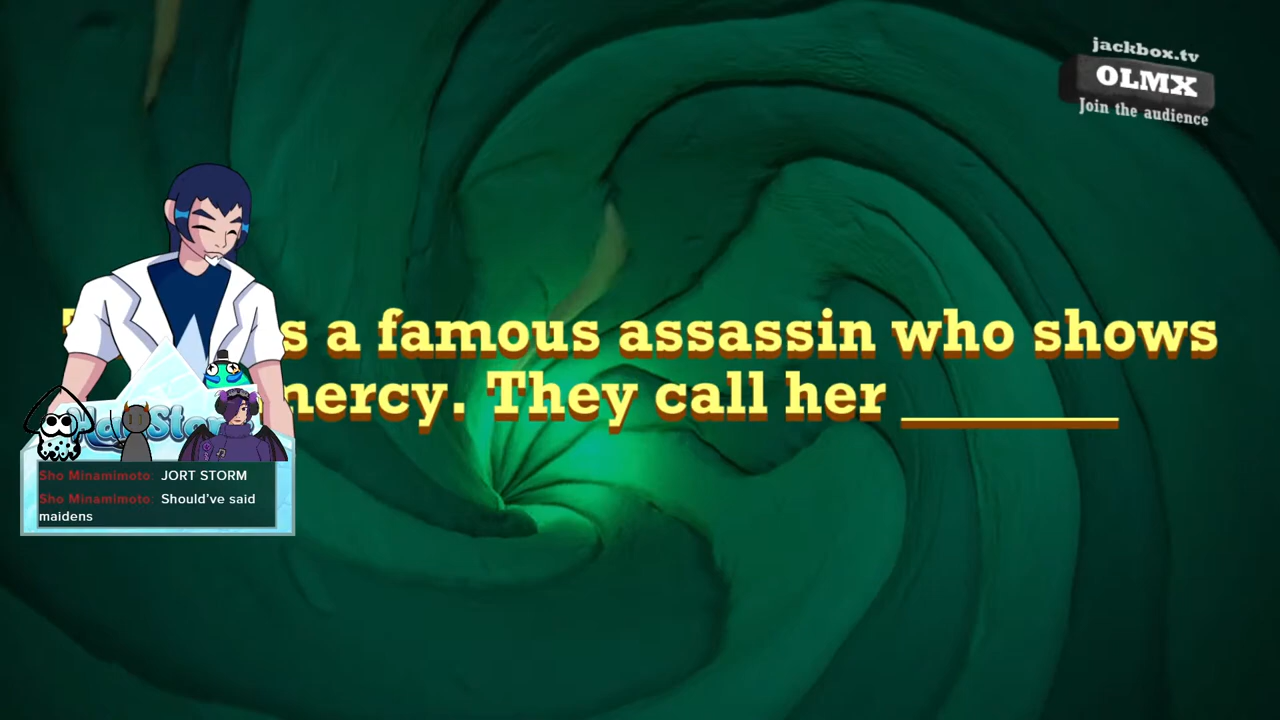 jackbox.tv
OLMX
Join the audience
s a famous assassin who shows
mercy. They call her ________
Sho Minamimoto: JORT STORM
Sho Minamimoto: Should've said
maidens